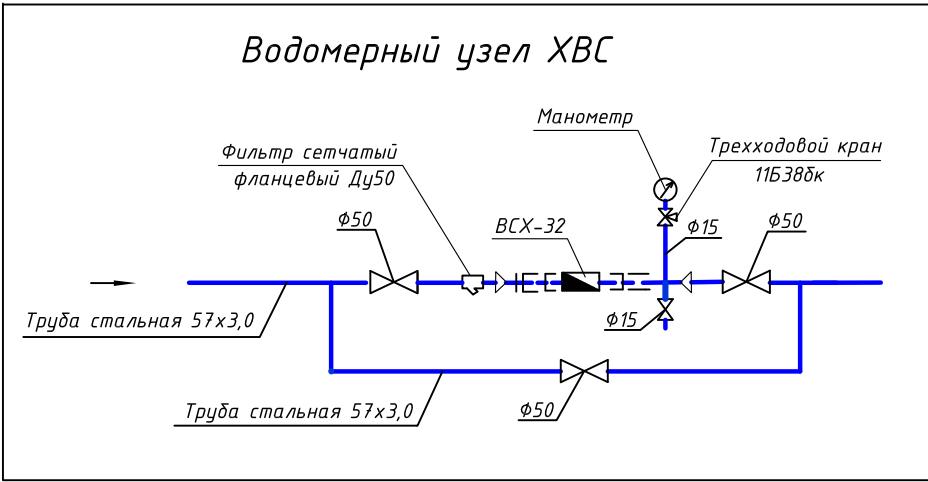 Водомерный узел ХВС
Манометр
Трехходовой кран
11Б38бк
Фильтр сетчатый
фланцевый Ду50
Ф50
ВСХ-32
Ф15
Ф50
Труба стальная 57х3,0
Ф15
Труба стальная 57х3,0
Ф50